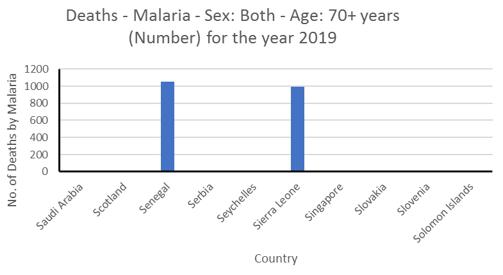 Deaths - Malaria - Sex: Both - Age: 70+ years
(Number) for the year 2019
No. of Deaths by Malaria
1200
1000
800
600
400
200
0
Saudi Arabia
Scotland
Senegal
Serbia
Seychelles
Sierra Leone
Singapore
Slovakia
Slovenia
Solomon Islands
Country